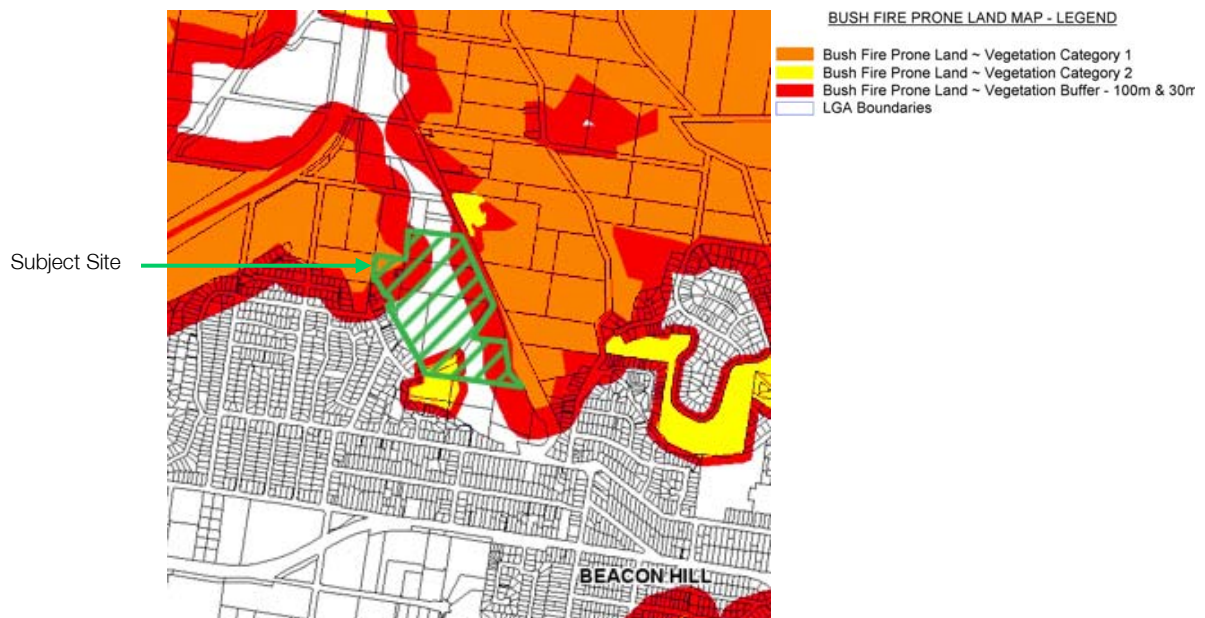 BUSH FIRE PRONE LAND MAP - LEGEND
Bush Fire Prone Land ~ Vegetation Category 1
Bush Fire Prone Land ~ Vegetation Category 2
Bush Fire Prone Land ~ Vegetation Buffer - 100m & 30m
LGA Boundaries
Subject Site
BEACON HILL